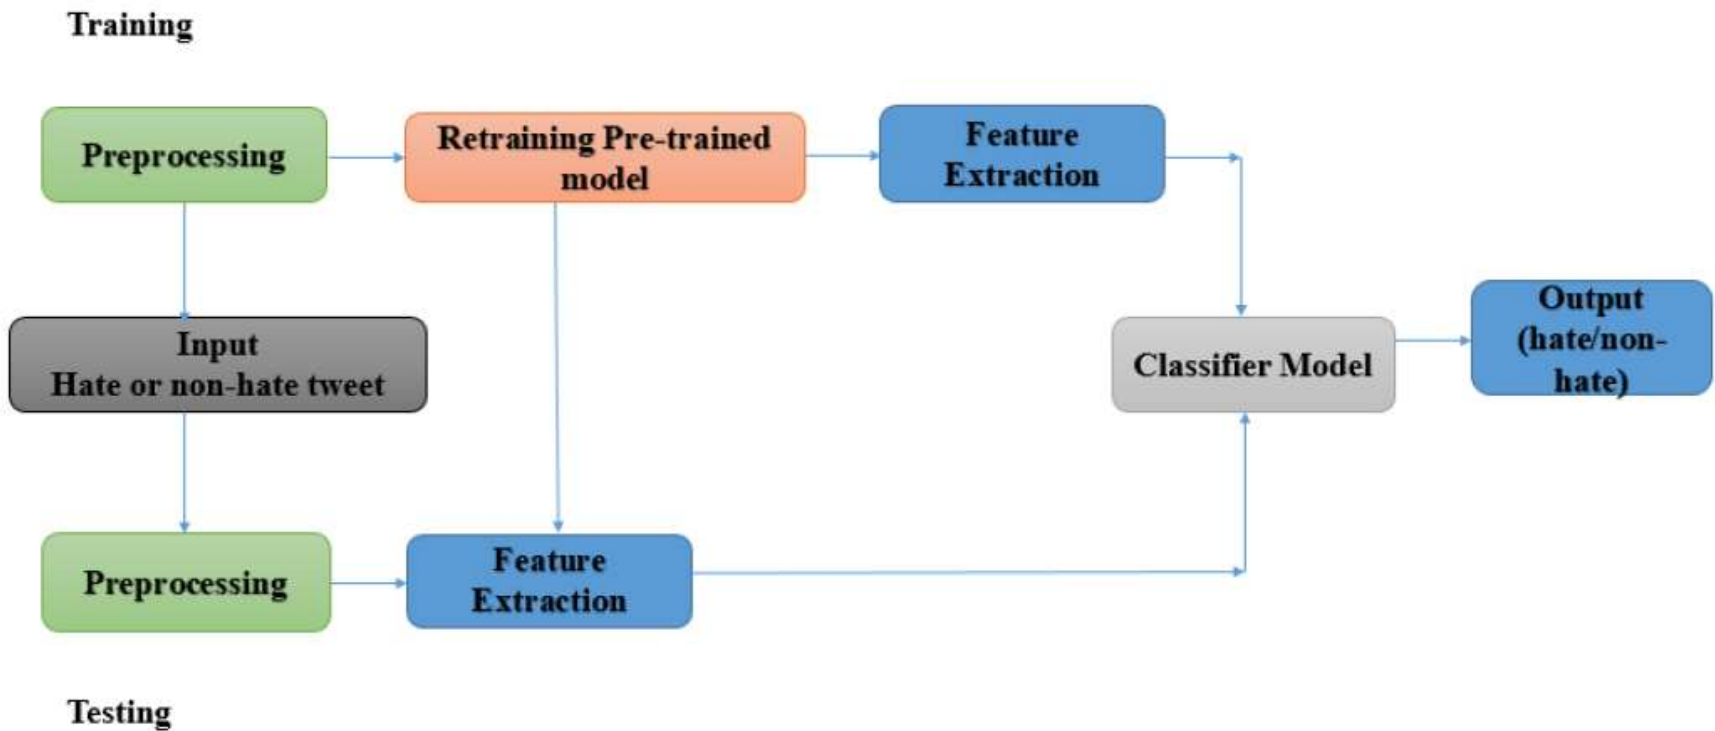 Training
Preprocessing
Retraining Pre-trained
model
Feature
Extraction
Input
Hate or non-hate tweet
Classifier Model
Output
(hate/non-
hate)
Preprocessing
Feature
Extraction
Testing